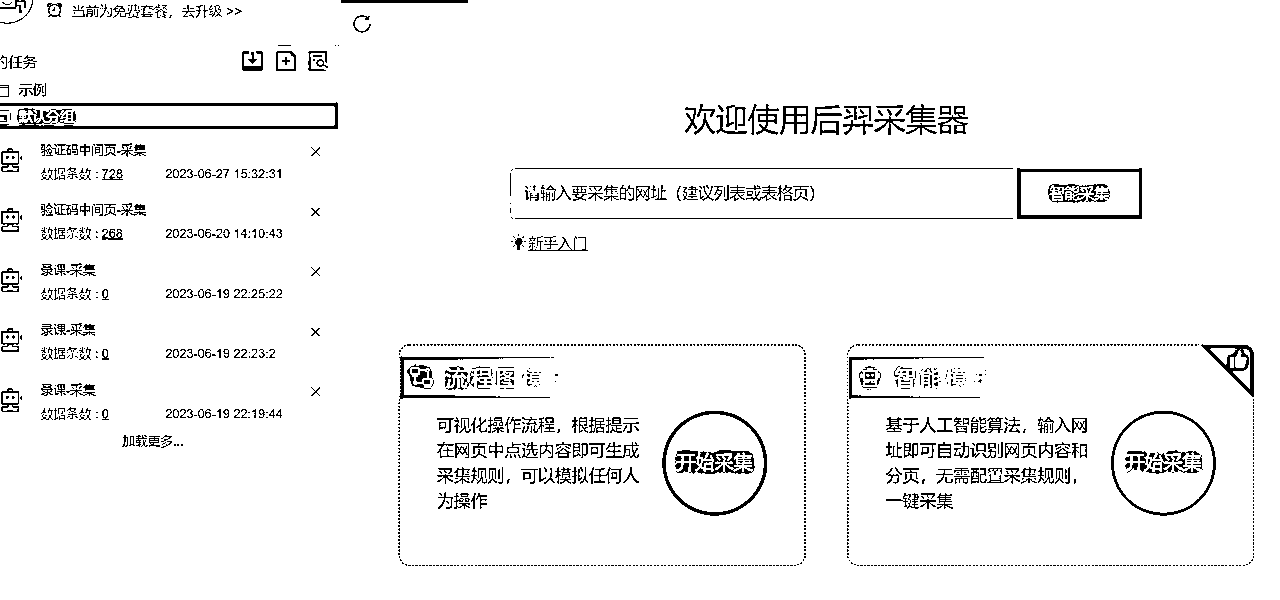 当前为免费套餐，去升级 >>
的任务
示例
默认分组
验证码中间页-采集
数据条数 : 728 2023-06-27 15:32:31
验证码中间页-采集
数据条数 : 268 2023-06-20 14:10:43
录课-采集
数据条数 : 0 2023-06-19 22:25:22
录课-采集
数据条数 : 0 2023-06-19 22:23:2
录课-采集
数据条数 : 0 2023-06-19 22:19:44
加载更多...
欢迎使用后羿采集器
请输入要采集的网址（建议列表或表格页）
智能采集
新手入门
流程图模
可视化操作流程，根据提示
在网页中点选内容即可生成
采集规则，可以模拟任何人
为操作
开始采集
智能模
基于人工智能算法，输入网
址即可自动识别网页内容和
分页，无需配置采集规则，
一键采集
开始采集